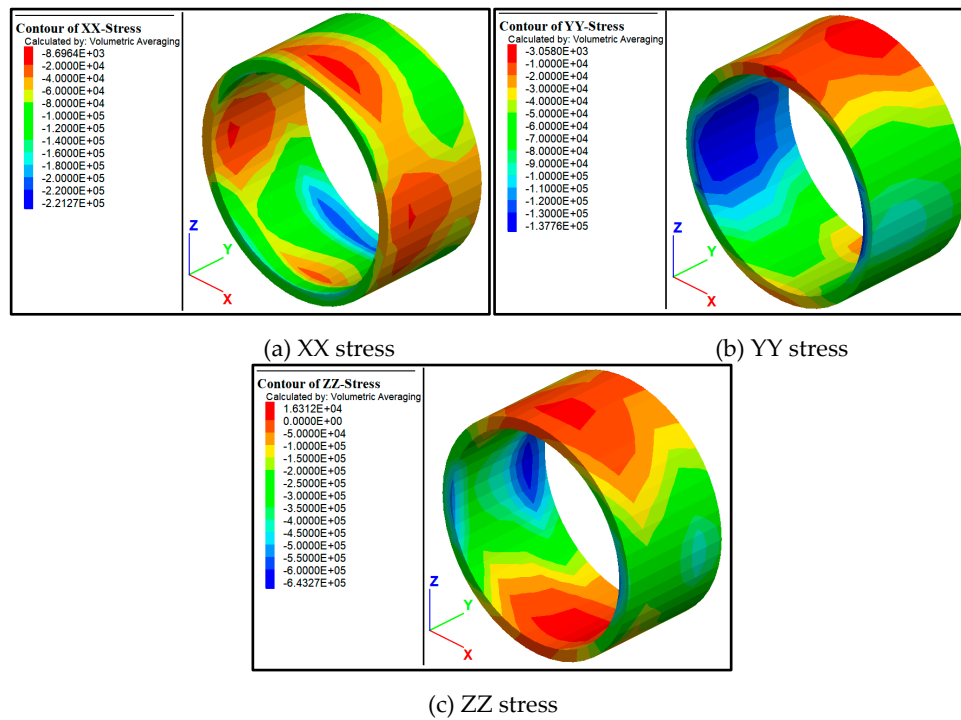 Contour of XX-Stress
Calculated by: Volumetric Averaging
-8.6964E+03
-2.0000E+04
-4.0000E+04
-6.0000E+04
-8.0000E+04
-1.0000E+05
-1.2000E+05
-1.4000E+05
-1.6000E+05
-1.8000E+05
-2.0000E+05
-2.2000E+05
-2.2127E+05
Z
Y
X
(a) XX stress
Contour of YY-Stress
Calculated by: Volumetric Averaging
-3.0580E+03
-1.0000E+04
-2.0000E+04
-3.0000E+04
-4.0000E+04
-5.0000E+04
-6.0000E+04
-7.0000E+04
-8.0000E+04
-9.0000E+04
-1.0000E+05
-1.1000E+05
-1.2000E+05
-1.3000E+05
-1.3776E+05
Z
Y
X
(b) YY stress
Contour of ZZ-Stress
Calculated by: Volumetric Averaging
1.6312E+04
0.0000E+00
-5.0000E+04
-1.0000E+05
-1.5000E+05
-2.0000E+05
-2.5000E+05
-3.0000E+05
-3.5000E+05
-4.0000E+05
-4.5000E+05
-5.0000E+05
-5.5000E+05
-6.0000E+05
-6.4327E+05
Z
Y
X
(c) ZZ stress